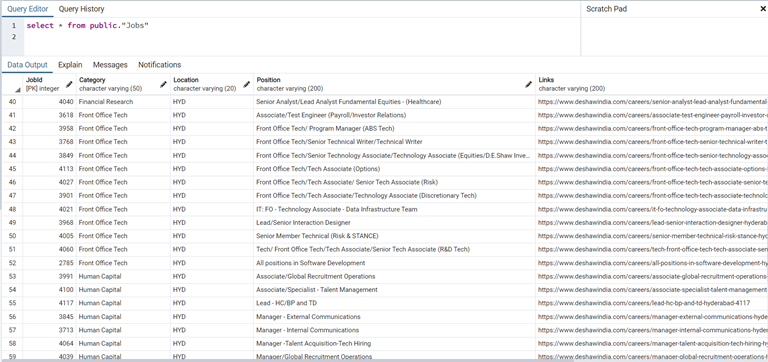 Query Editor Query History Scratch Pad
1 select * from public."Jobs"
2
Data Output Explain Messages Notifications
JobId Category Location Position Links
[PK] integer character varying (50) character varying (20) character varying (200) character varying (200)
40 4040 Financial Research HYD Senior Analyst/Lead Analyst Fundamental Equities - (Healthcare) https://www.deshawindia.com/careers/senior-analyst-lead-analyst-fundamental
41 3618 Front Office Tech HYD Associate/Test Engineer (Payroll/Investor Relations) https://www.deshawindia.com/careers/associate-test-engineer-payroll-investor-
42 3958 Front Office Tech HYD Front Office Tech/ Program Manager (ABS Tech) https://www.deshawindia.com/careers/front-office-tech-program-manager-abs-t
43 3768 Front Office Tech HYD Front Office Tech/Senior Technical Writer/Technical Writer https://www.deshawindia.com/careers/front-office-tech-senior-technical-writer-t
44 3849 Front Office Tech HYD Front Office Tech/Senior Technology Associate/Technology Associate (Equities/D.E.Shaw Inve... https://www.deshawindia.com/careers/front-office-tech-senior-technology-assoc
45 4113 Front Office Tech HYD Front Office Tech/Tech Associate (Options) https://www.deshawindia.com/careers/front-office-tech-tech-associate-options-
46 4027 Front Office Tech HYD Front Office Tech/Tech Associate/ Senior Tech Associate (Risk) https://www.deshawindia.com/careers/front-office-tech-tech-associate-senior-te
47 3901 Front Office Tech HYD Front Office Tech/Tech Associate/Technology Associate (Discretionary Tech) https://www.deshawindia.com/careers/front-office-tech-tech-associate-technolo
48 4021 Front Office Tech HYD IT: FO - Technology Associate - Data Infrastructure Team https://www.deshawindia.com/careers/it-fo-technology-associate-data-infrastru
49 3968 Front Office Tech HYD Lead/Senior Interaction Designer https://www.deshawindia.com/careers/lead-senior-interaction-designer-hyderab
50 4005 Front Office Tech HYD Senior Member Technical (Risk & STANCE) https://www.deshawindia.com/careers/senior-member-technical-risk-stance-hyd
51 4060 Front Office Tech HYD Tech/ Front Office Tech/Tech Associate/Senior Tech Associate (R&D Tech) https://www.deshawindia.com/careers/tech-front-office-tech-tech-associate-sen
52 2785 Front Office Tech HYD All positions in Software Development https://www.deshawindia.com/careers/all-positions-in-software-development-hy
53 3991 Human Capital HYD Associate/Global Recruitment Operations https://www.deshawindia.com/careers/associate-global-recruitment-operations-
54 4100 Human Capital HYD Associate/Specialist - Talent Management https://www.deshawindia.com/careers/associate-specialist-talent-management-
55 4117 Human Capital HYD Lead - HC/BP and TD https://www.deshawindia.com/careers/lead-hc-bp-and-td-hyderabad-4117
56 3845 Human Capital HYD Manager - External Communications https://www.deshawindia.com/careers/manager-external-communications-hyde
57 3713 Human Capital HYD Manager - Internal Communications https://www.deshawindia.com/careers/manager-internal-communications-hyder
58 4064 Human Capital HYD Manager -Talent Acquisition-Tech Hiring https://www.deshawindia.com/careers/manager-talent-acquisition-tech-hiring-hy
59 4039 Human Capital HYD Manager/Global Recruitment Operations https://www.deshawindia.com/careers/manager-global-recruitment-operations-h